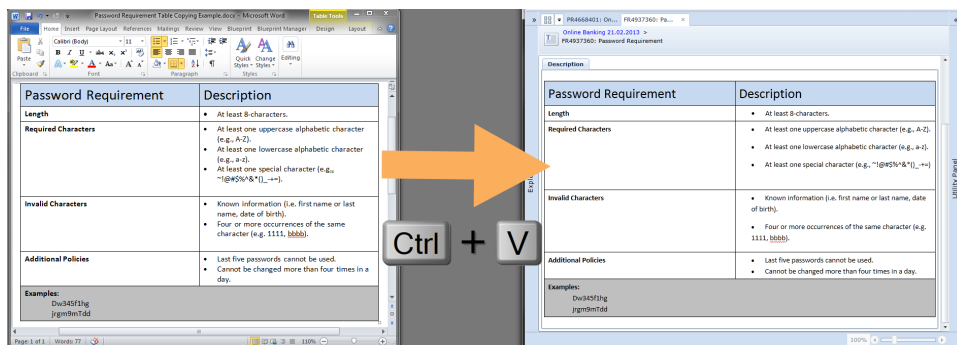 Password Requirement Table Copying Example.docx - Microsoft Word
Table Tools
File Home Insert Page Layout References Mailings Review View Blueprint Blueprint Manager Design Layout
Calibri (Body) 11
Paste
Quick Styles
Change Styles
Editing
Clipboard Font Paragraph Styles
Password Requirement Description
Length • At least 8-characters.
Required Characters • At least one uppercase alphabetic character
(e.g., A-Z).
• At least one lowercase alphabetic character
(e.g., a-z).
• At least one special character (e.g.,
~!@#$%^&*()_-+=).
Invalid Characters • Known information (i.e. first name or last
name, date of birth).
• Four or more occurrences of the same
character (e.g. 1111, bbbb).
Additional Policies • Last five passwords cannot be used.
• Cannot be changed more than four times in a
day.
Examples:
Dw345f1hg
jrgm9mTdd
Page: 1 of 1 Words: 77 110%
Ctrl + V
PR4668401: On... FR4937360: Pa...
Online Banking 21.02.2013 >
FR4937360: Password Requirement
Description
Password Requirement Description
Length • At least 8-characters.
Required Characters • At least one uppercase alphabetic character (e.g., A-Z).
• At least one lowercase alphabetic character (e.g., a-z).
• At least one special character (e.g., ~!@#$%^&*()_-+=)
Invalid Characters • Known information (i.e. first name or last name, date
of birth).
• Four or more occurrences of the same character (e.g.
1111, bbbb).
Additional Policies • Last five passwords cannot be used.
• Cannot be changed more than four times in a day.
Examples:
Dw345f1hg
jrgm9mTdd
Utility Panel
100%